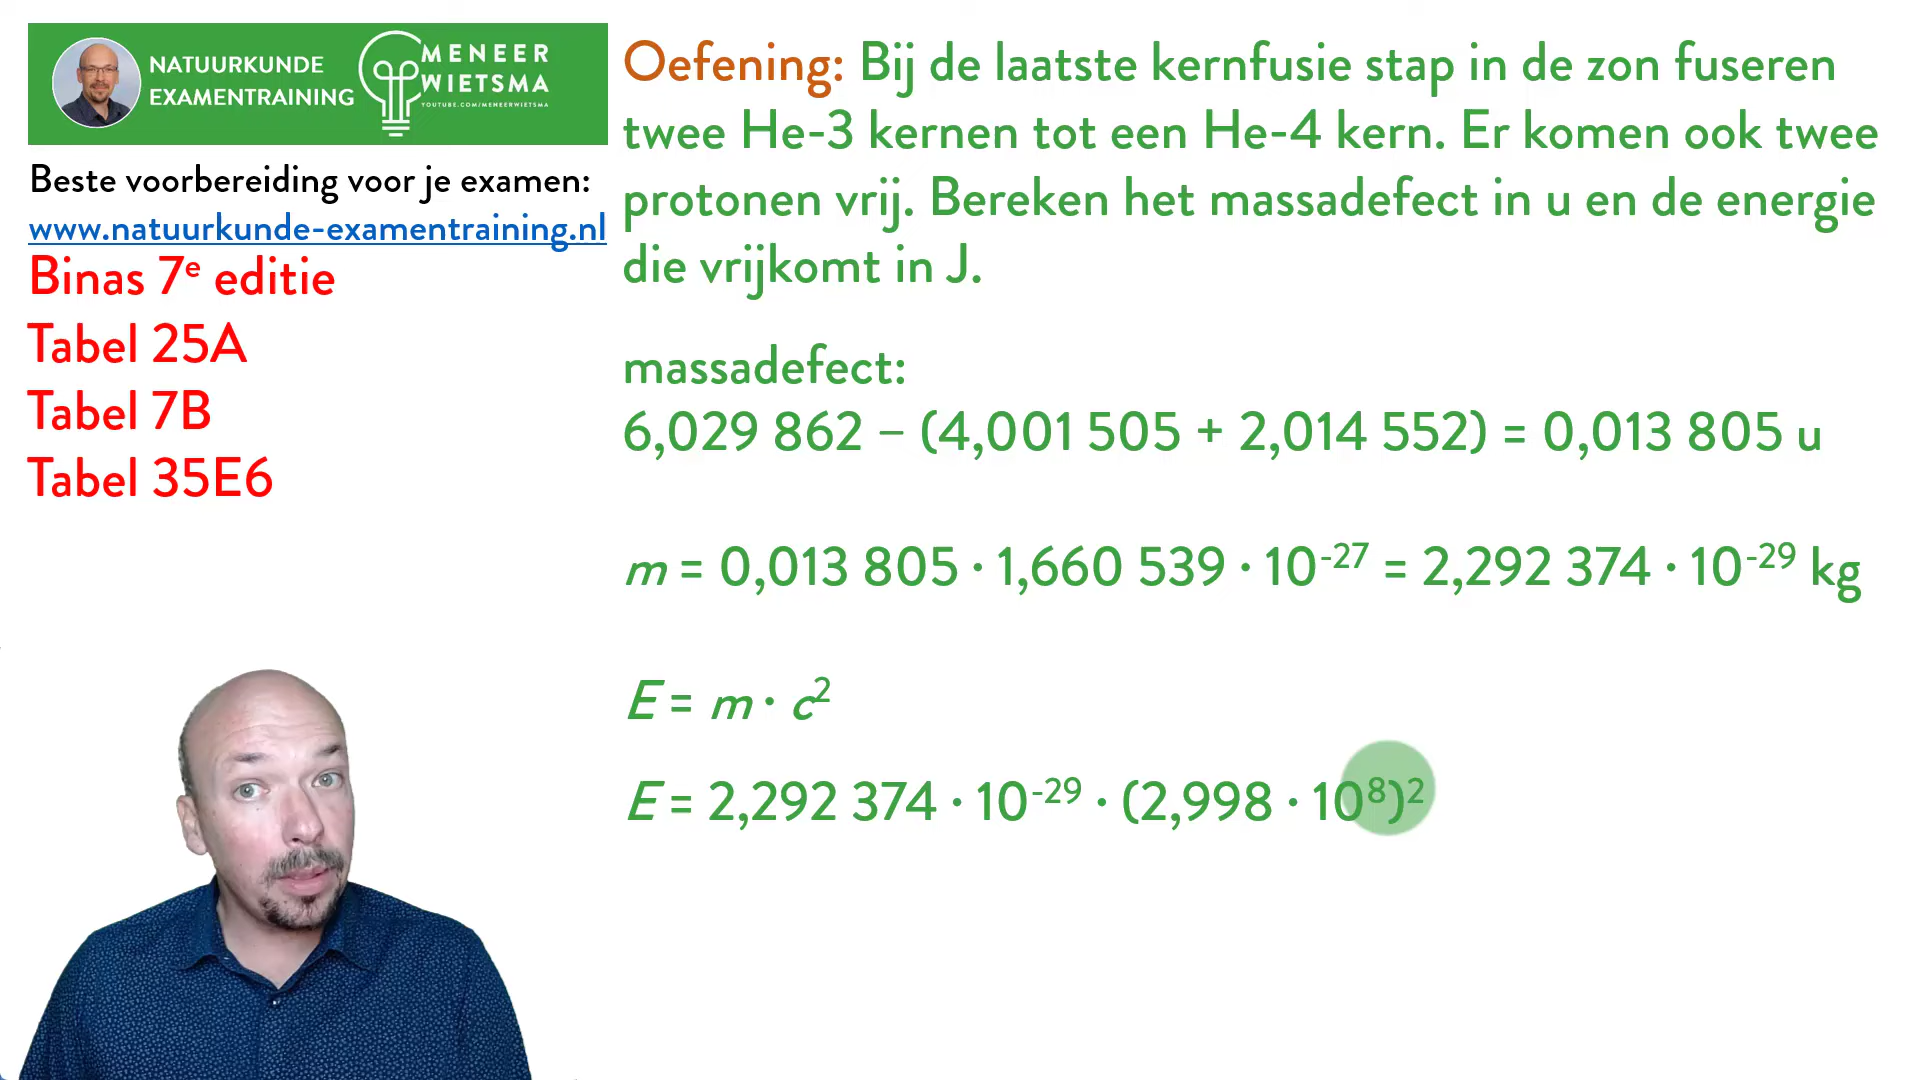 NATUURKUNDE
EXAMENTRAINING
MENEER
WIETSMA
YOUTUBE.COM/MENEERWIETSMA
Beste voorbereiding voor je examen:
www.natuurkunde-examentraining.nl
Binas 7ᵉ editie
Tabel 25A
Tabel 7B
Tabel 35E6
Oefening: Bij de laatste kernfusie stap in de zon fuseren
twee He-3 kernen tot een He-4 kern. Er komen ook twee
protonen vrij. Bereken het massadefect in u en de energie
die vrijkomt in J.
massadefect:
6,029 862 – (4,001 505 + 2,014 552) = 0,013 805 u
m = 0,013 805 · 1,660 539 · 10⁻²⁷ = 2,292 374 · 10⁻²⁹ kg
E = m · c²
E = 2,292 374 · 10⁻²⁹ · (2,998 · 10⁸)²